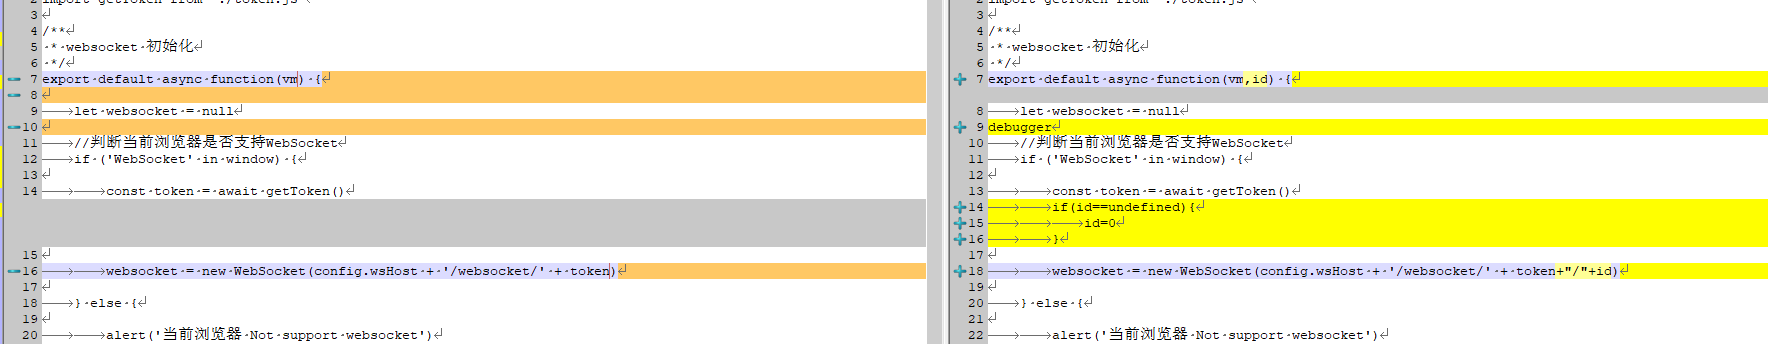 2 import getToken from './token.js'
3
4 /**
5 * websocket 初始化
6 */
7 export default async function(vm) {
8
9 let websocket = null
10
11 //判断当前浏览器是否支持WebSocket
12 if ('WebSocket' in window) {
13
14 const token = await getToken()
15
16 websocket = new WebSocket(config.wsHost + '/websocket/' + token)
17
18 } else {
19
20 alert('当前浏览器 Not support websocket')
2 import getToken from './token.js'
3
4 /**
5 * websocket 初始化
6 */
7 export default async function(vm,id) {
8 let websocket = null
9 debugger
10 //判断当前浏览器是否支持WebSocket
11 if ('WebSocket' in window) {
12
13 const token = await getToken()
14 if(id==undefined){
15 id=0
16 }
17
18 websocket = new WebSocket(config.wsHost + '/websocket/' + token+"/"+id)
19
20 } else {
21
22 alert('当前浏览器 Not support websocket')